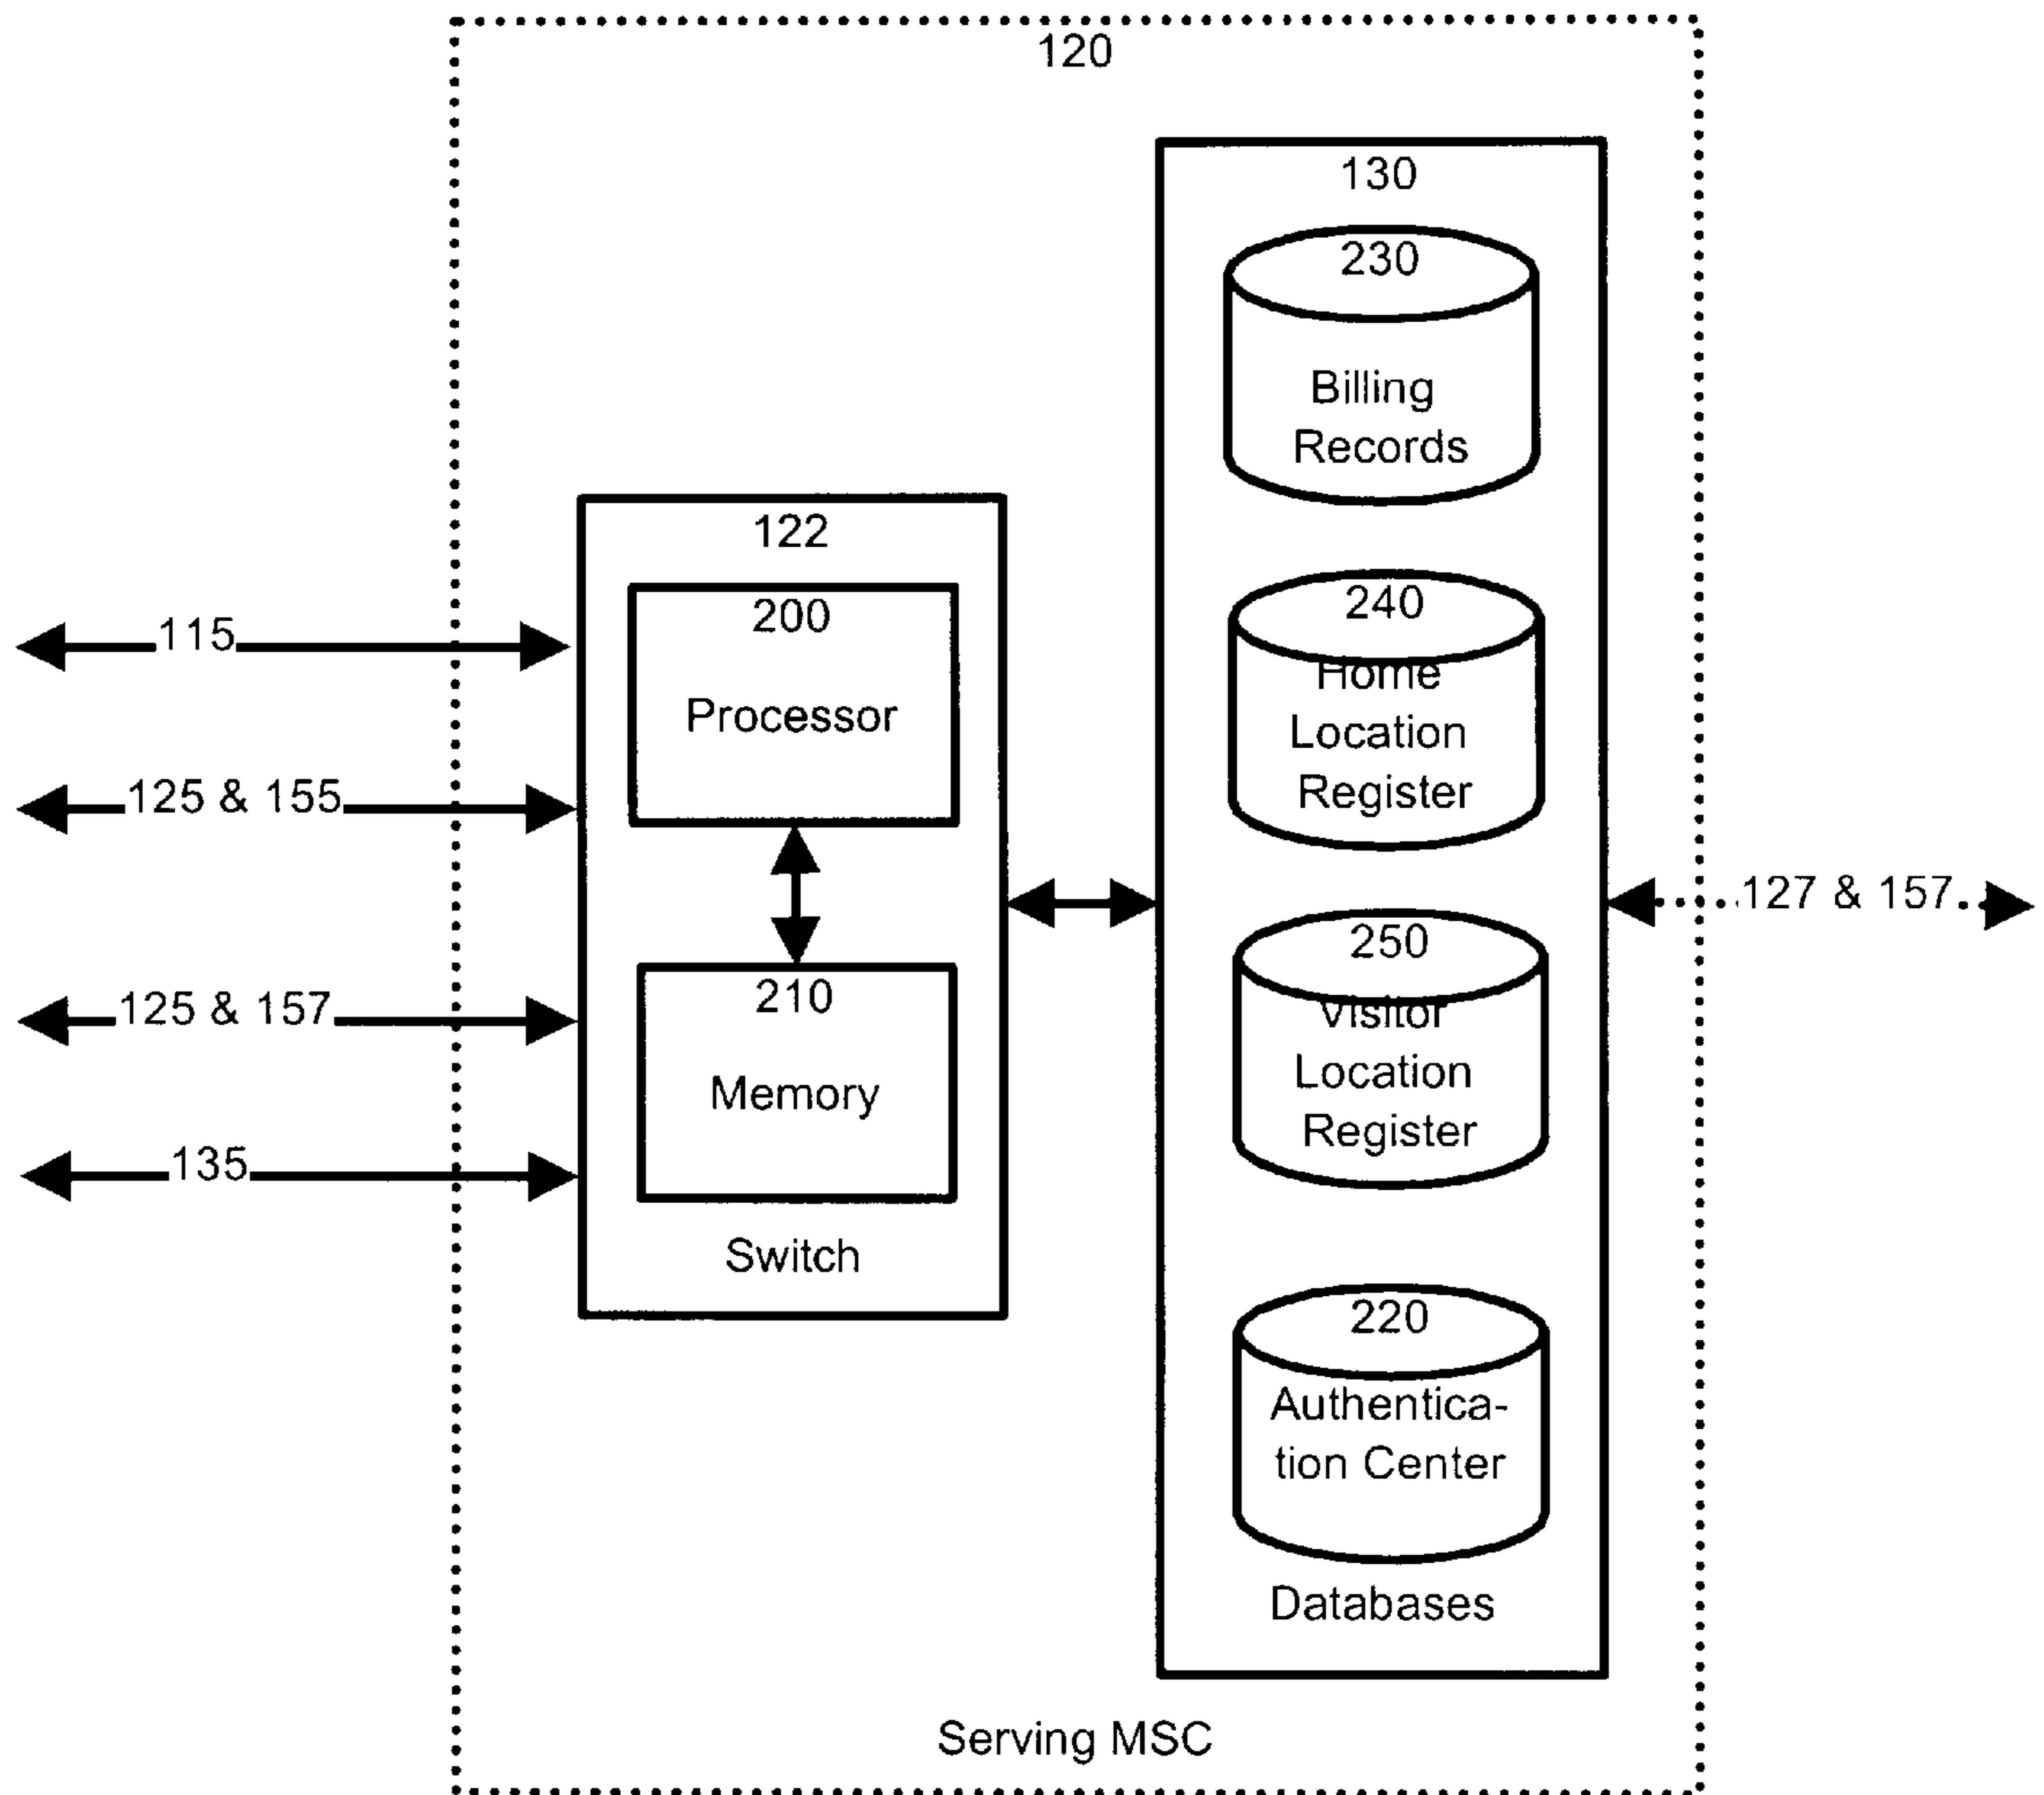 120
130
230
Billing
Records
122
200
Processor
240
Home
Location
Register
115
125 & 155
127 & 157
250
Visitor
Location
Register
210
Memory
125 & 157
135
Switch
220
Authentica-
tion Center
Databases
Serving MSC